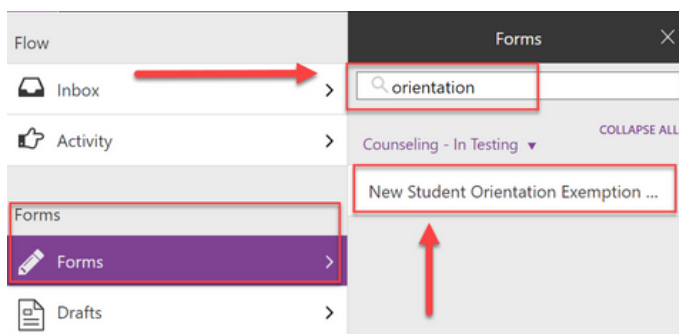 Flow
Inbox
Activity
Forms
Forms
Drafts
Forms
orientation
COLLAPSE ALL
Counseling - In Testing
New Student Orientation Exemption ...